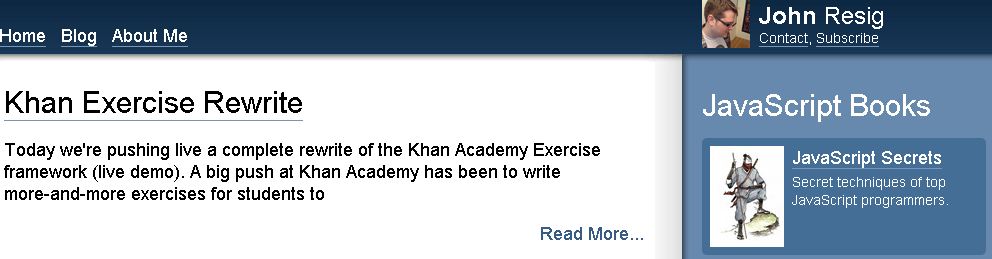 Home Blog About Me
John Resig
Contact, Subscribe
Khan Exercise Rewrite
Today we're pushing live a complete rewrite of the Khan Academy Exercise
framework (live demo). A big push at Khan Academy has been to write
more-and-more exercises for students to
Read More...
JavaScript Books
JavaScript Secrets
Secret techniques of top
JavaScript programmers.